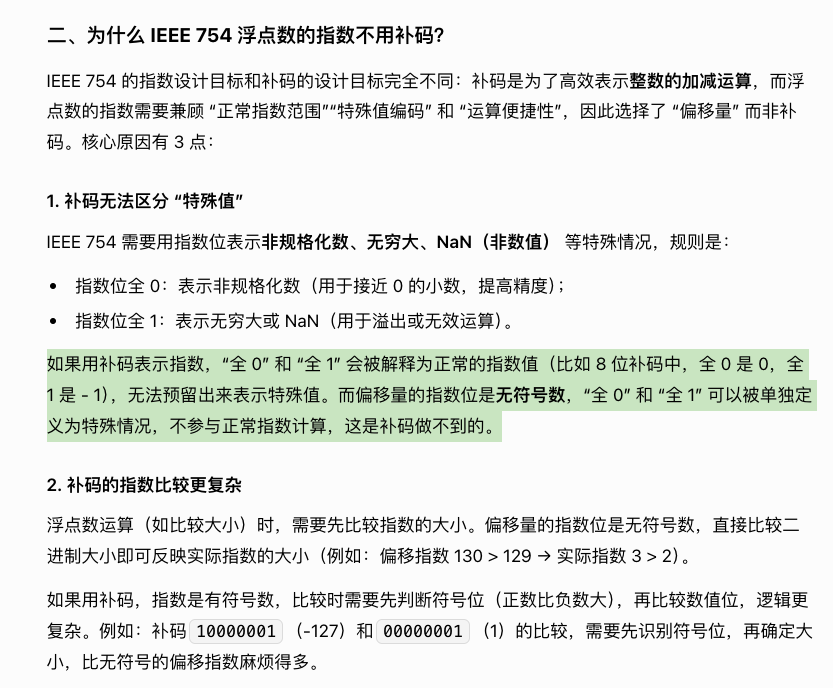 二、为什么 IEEE 754 浮点数的指数不用补码?
IEEE 754 的指数设计目标和补码的设计目标完全不同：补码是为了高效表示整数的加减运算，而浮
点数的指数需要兼顾 “正常指数范围”“特殊值编码” 和 “运算便捷性”，因此选择了 “偏移量” 而非补
码。核心原因有 3 点：
1. 补码无法区分 “特殊值”
IEEE 754 需要用指数位表示非规格化数、无穷大、NaN（非数值） 等特殊情况，规则是：
• 指数位全 0：表示非规格化数（用于接近 0 的小数，提高精度）；
• 指数位全 1：表示无穷大或 NaN（用于溢出或无效运算）。
如果用补码表示指数，“全 0” 和 “全 1” 会被解释为正常的指数值（比如 8 位补码中，全 0 是 0，全
1 是 - 1），无法预留出来表示特殊值。而偏移量的指数位是无符号数，“全 0” 和 “全 1” 可以被单独定
义为特殊情况，不参与正常指数计算，这是补码做不到的。
2. 补码的指数比较更复杂
浮点数运算（如比较大小）时，需要先比较指数的大小。偏移量的指数位是无符号数，直接比较二
进制大小即可反映实际指数的大小（例如：偏移指数 130 > 129 → 实际指数 3 > 2）。
如果用补码，指数是有符号数，比较时需要先判断符号位（正数比负数大），再比较数值位，逻辑更
复杂。例如：补码 10000001 （-127）和 00000001 （1）的比较，需要先识别符号位，再确定大
小，比无符号的偏移指数麻烦得多。